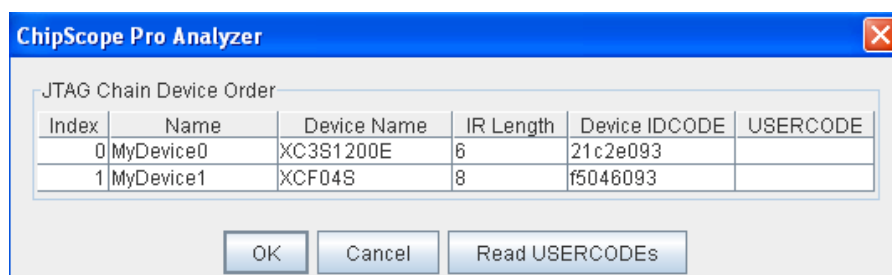 ChipScope Pro Analyzer
JTAG Chain Device Order
Index Name Device Name IR Length Device IDCODE USERCODE
0 MyDevice0 XC3S1200E 6 21c2e093
1 MyDevice1 XCF04S 8 f5046093
OK Cancel Read USERCODEs